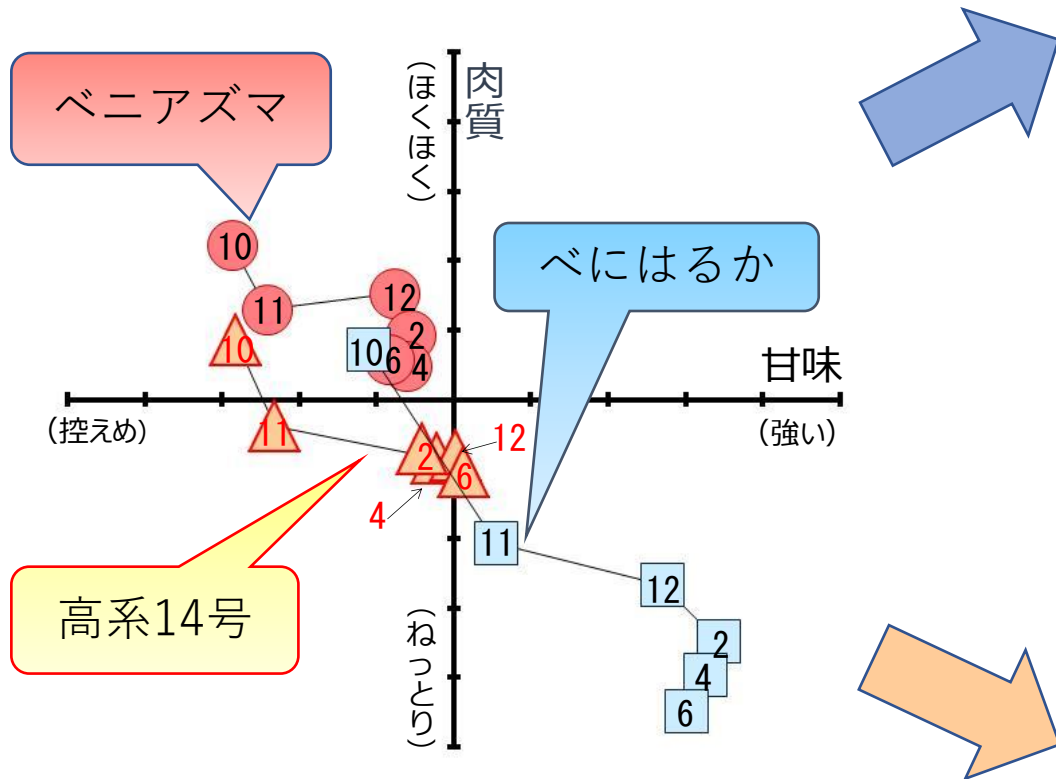 ベニアズマ
(ほくほく)
肉質
10
11
12
2
6
4
べにはるか
10
甘味
(控えめ)
(強い)
10
11
2
12
6
4
11
高系14号
12
2
4
6
(ねっとり)